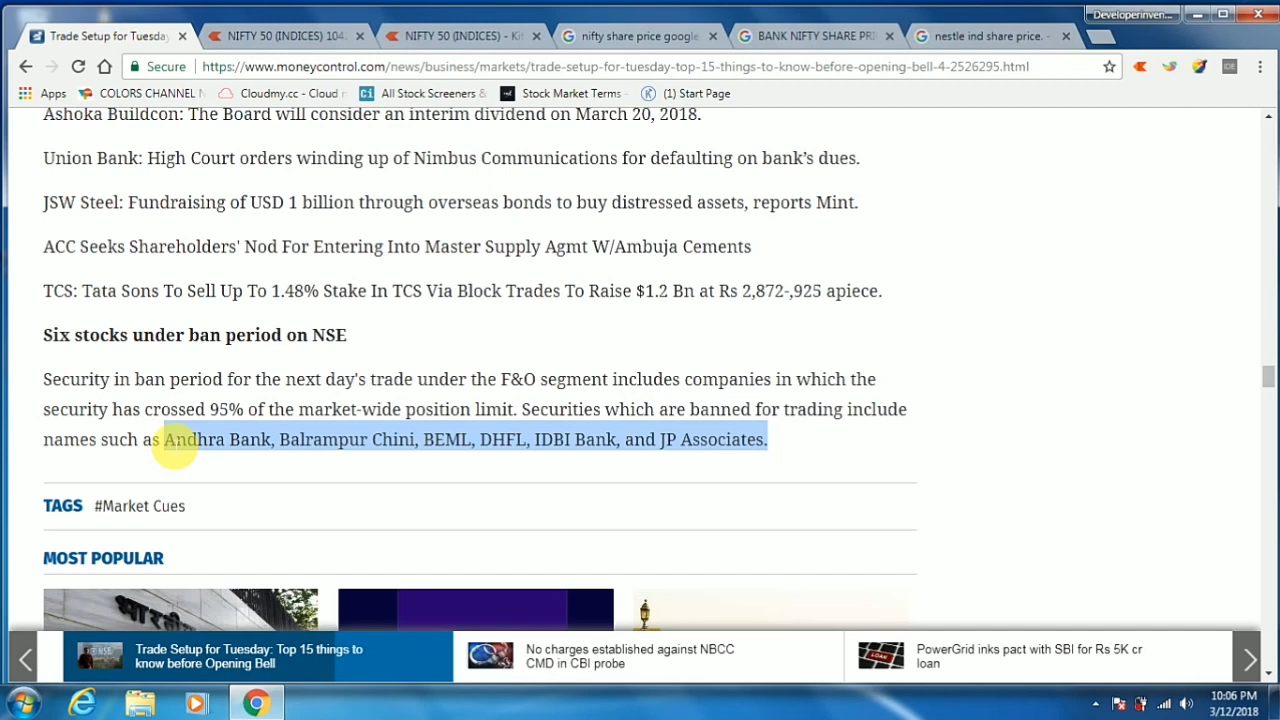 Developerinven...
Trade Setup for Tuesday
NIFTY 50 (INDICES) 104
NIFTY 50 (INDICES) - Kit
nifty share price google
BANK NIFTY SHARE PRI
nestle ind share price. -
Secure
https://www.moneycontrol.com/news/business/markets/trade-setup-for-tuesday-top-15-things-to-know-before-opening-bell-4-2526295.html
Apps
COLORS CHANNEL
Cloudmy.cc - Cloud
All Stock Screeners &
Stock Market Terms
(1) Start Page
Ashoka Buildcon: The Board will consider an interim dividend on March 20, 2018.
Union Bank: High Court orders winding up of Nimbus Communications for defaulting on bank’s dues.
JSW Steel: Fundraising of USD 1 billion through overseas bonds to buy distressed assets, reports Mint.
ACC Seeks Shareholders' Nod For Entering Into Master Supply Agmt W/Ambuja Cements
TCS: Tata Sons To Sell Up To 1.48% Stake In TCS Via Block Trades To Raise $1.2 Bn at Rs 2,872-,925 apiece.
Six stocks under ban period on NSE
Security in ban period for the next day's trade under the F&O segment includes companies in which the
security has crossed 95% of the market-wide position limit. Securities which are banned for trading include
names such as Andhra Bank, Balrampur Chini, BEML, DHFL, IDBI Bank, and JP Associates.
TAGS #Market Cues
MOST POPULAR
Trade Setup for Tuesday: Top 15 things to
know before Opening Bell
No charges established against NBCC
CMD in CBI probe
PowerGrid inks pact with SBI for Rs 5K cr
loan
10:06 PM
3/12/2018